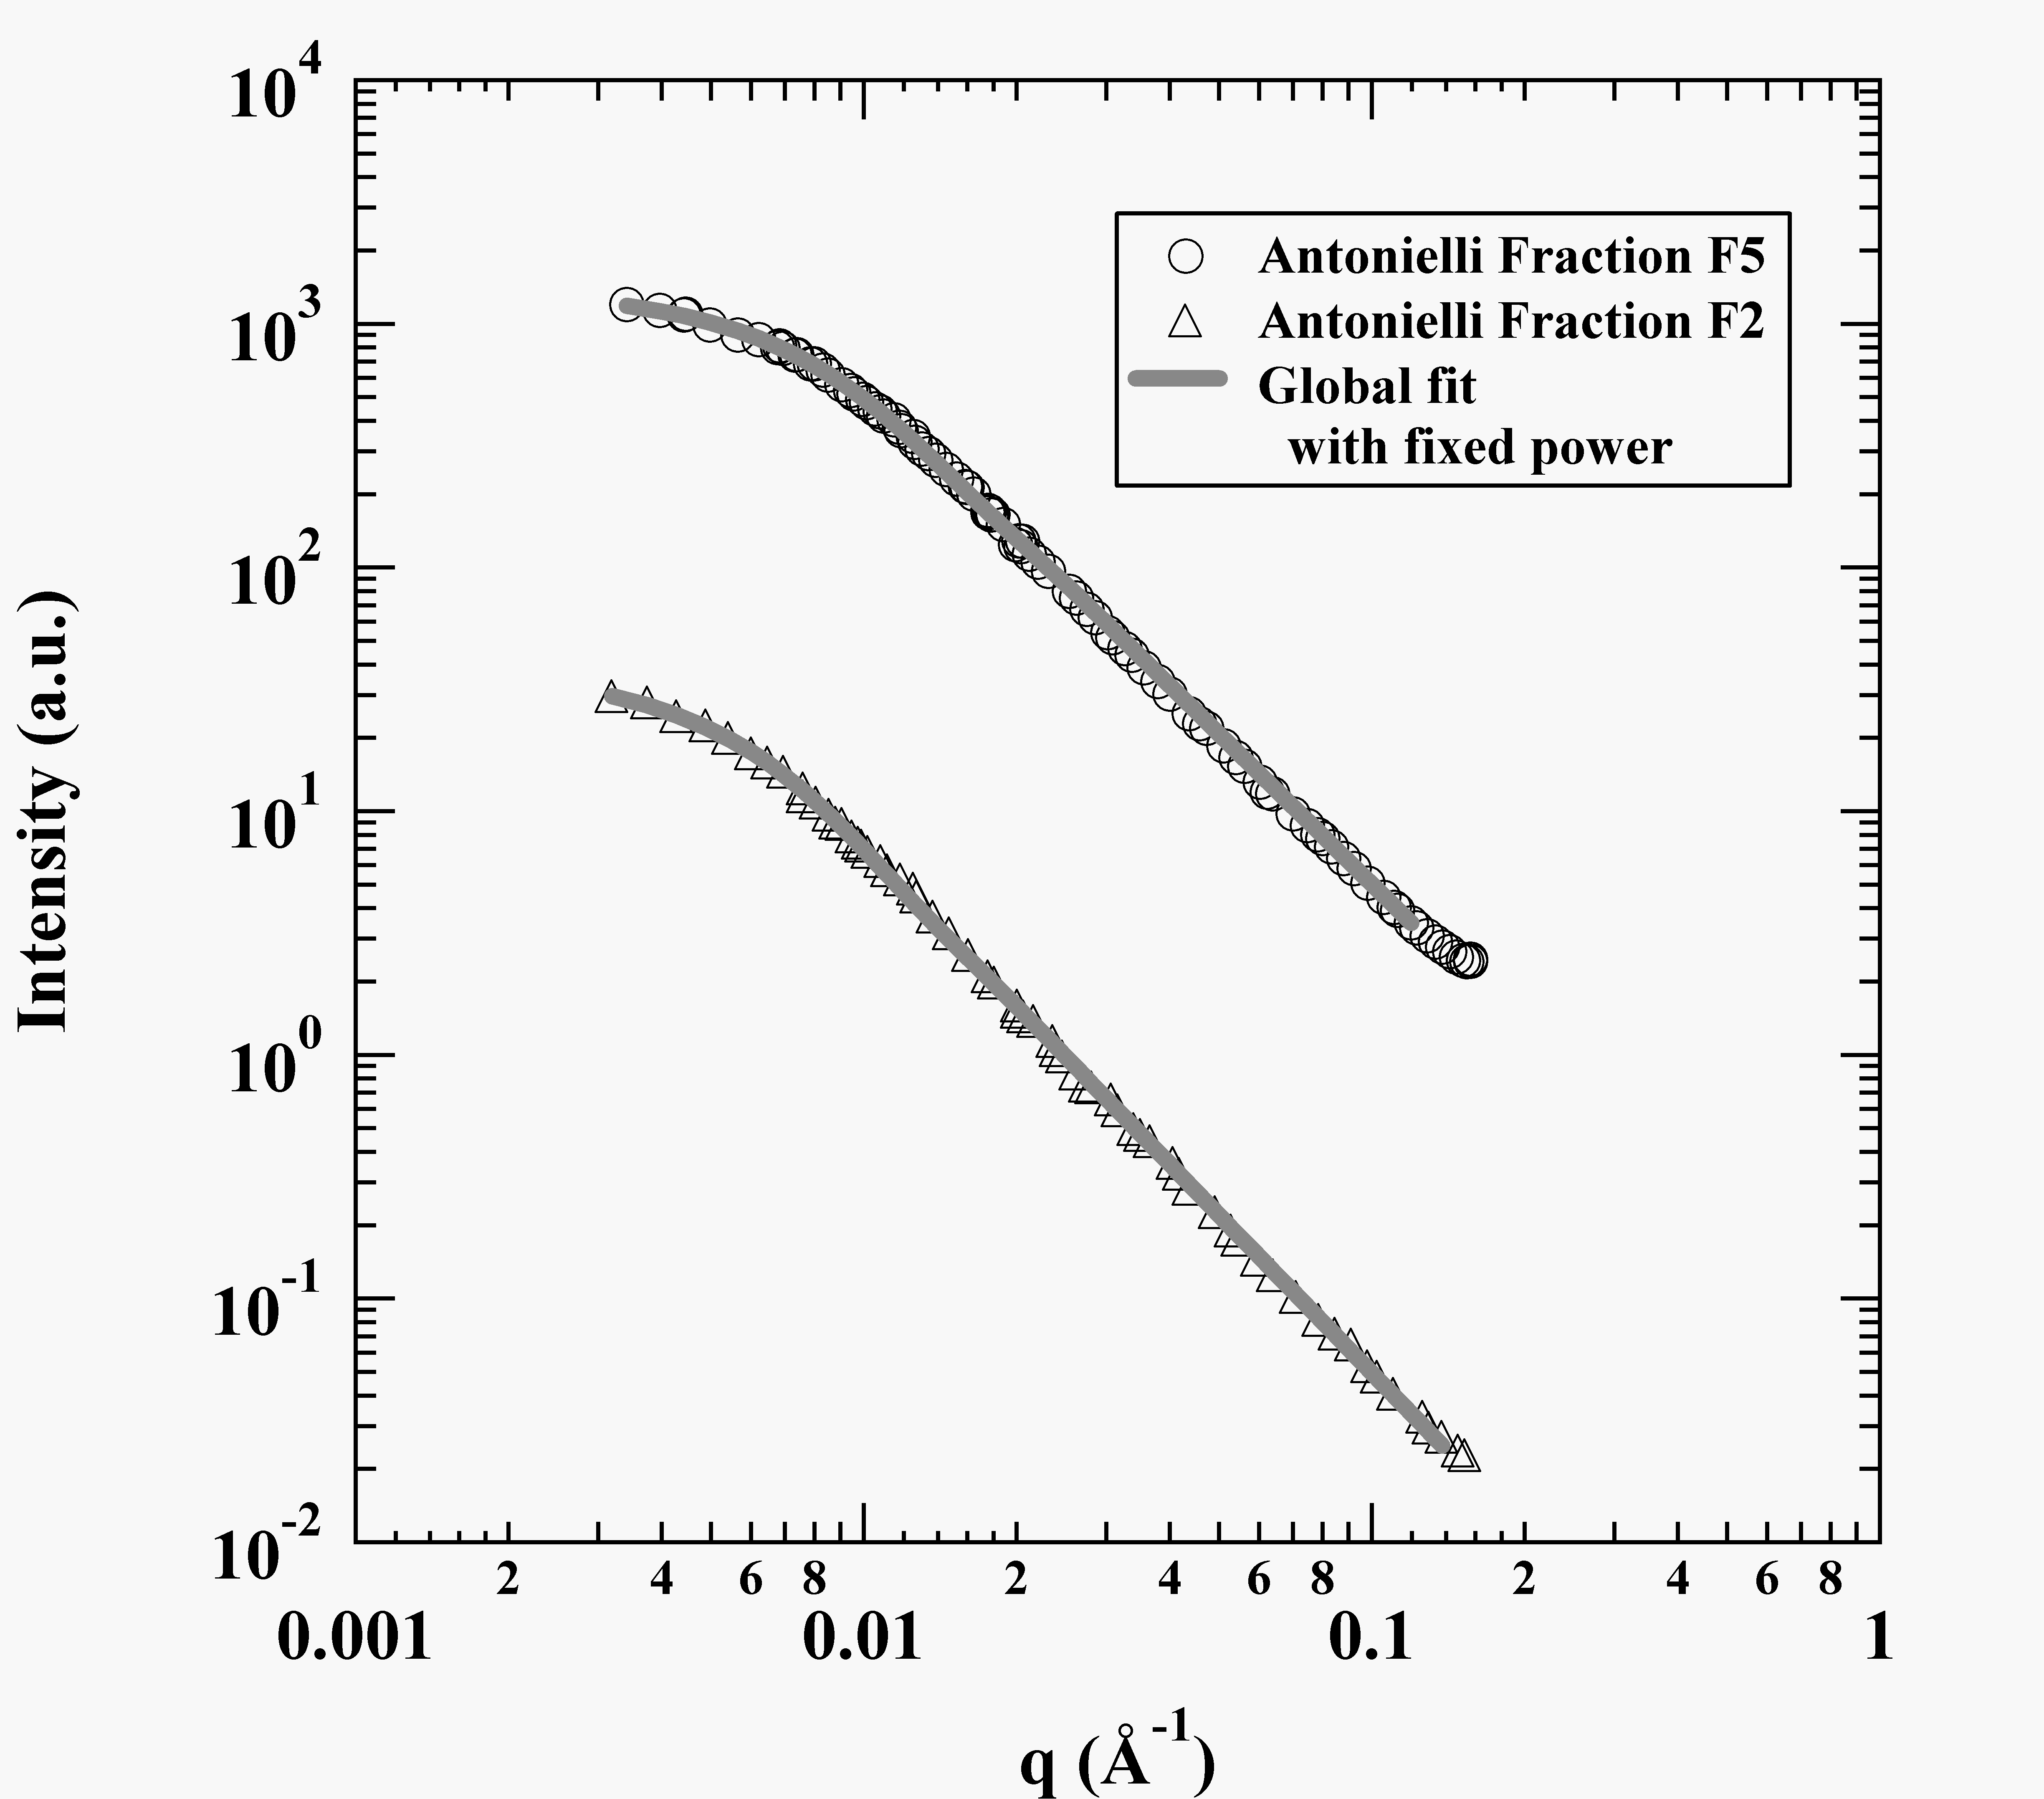 10^4
10^3
10^2
10^1
10^0
10^-1
10^-2
Intensity (a.u.)
Antonielli Fraction F5
Antonielli Fraction F2
Global fit
with fixed power
2 4 6 8 2 4 6 8 2 4 6 8
0.001 0.01 0.1 1
q (Å^-1)